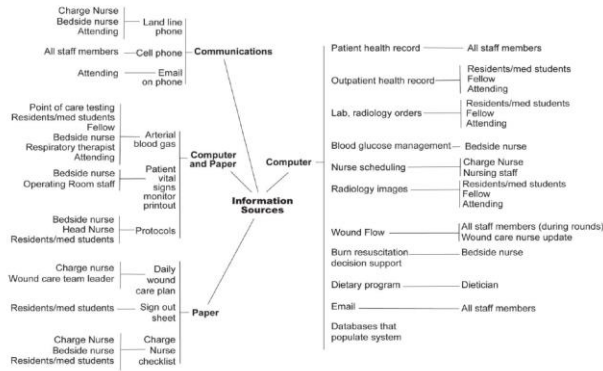 Charge Nurse
Bedside nurse
Attending
Land line
phone
All staff members
Cell phone
Communications
Attending
Email
on phone
Point of care testing
Residents/med students
Fellow
Bedside nurse
Respiratory therapist
Attending
Arterial
blood gas
Computer
and Paper
Bedside nurse
Operating Room staff
Patient
vital
signs
monitor
printout
Bedside nurse
Head Nurse
Residents/med students
Protocols
Information
Sources
Charge nurse
Wound care team leader
Daily
wound
care plan
Residents/med students
Sign out
sheet
Paper
Charge Nurse
Bedside nurse
Residents/med students
Charge
Nurse
checklist
Computer
Patient health record
All staff members
Outpatient health record
Residents/med students
Fellow
Attending
Lab, radiology orders
Residents/med students
Fellow
Attending
Blood glucose management
Bedside nurse
Nurse scheduling
Charge Nurse
Nursing staff
Radiology images
Residents/med students
Fellow
Attending
Wound Flow
All staff members (during rounds)
Wound care nurse update
Burn resuscitation
decision support
Bedside nurse
Dietary program
Dietician
Email
All staff members
Databases that
populate system